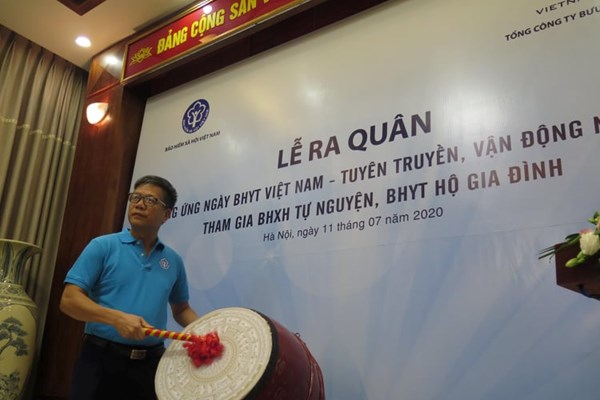 ĐẢNG CỘNG SẢN
VIETN
TỔNG CÔNG TY BƯU
BẢO HIỂM XÃ HỘI VIỆT NAM
LỄ RA QUÂN
NG ỨNG NGÀY BHYT VIỆT NAM - TUYÊN TRUYỀN, VẬN ĐỘNG N
THAM GIA BHXH TỰ NGUYỆN, BHYT HỘ GIA ĐÌNH
Hà Nội, ngày 11 tháng 07 năm 2020